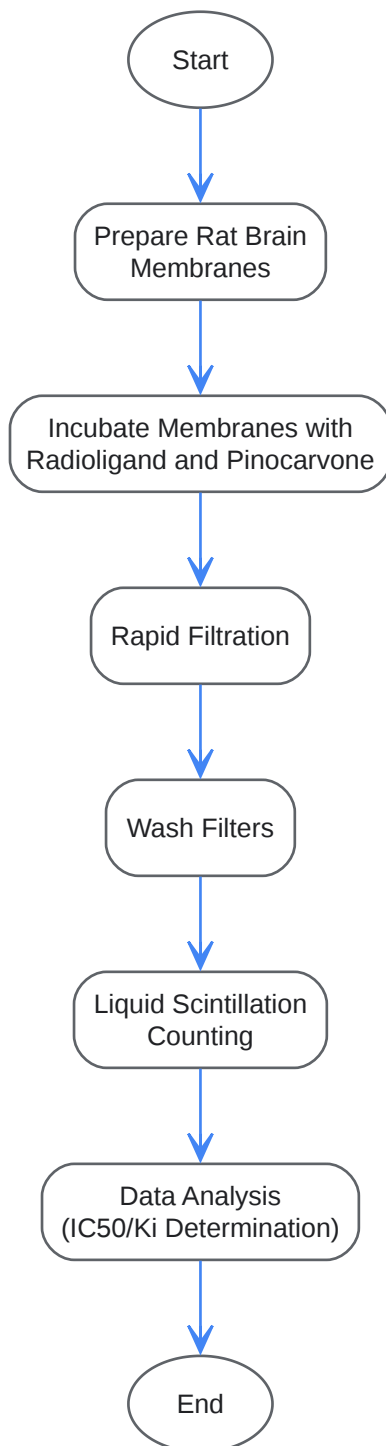 Start
Prepare Rat Brain
Membranes
Incubate Membranes with
Radioligand and Pinocarvone
Rapid Filtration
Wash Filters
Liquid Scintillation
Counting
Data Analysis
(IC50/Ki Determination)
End